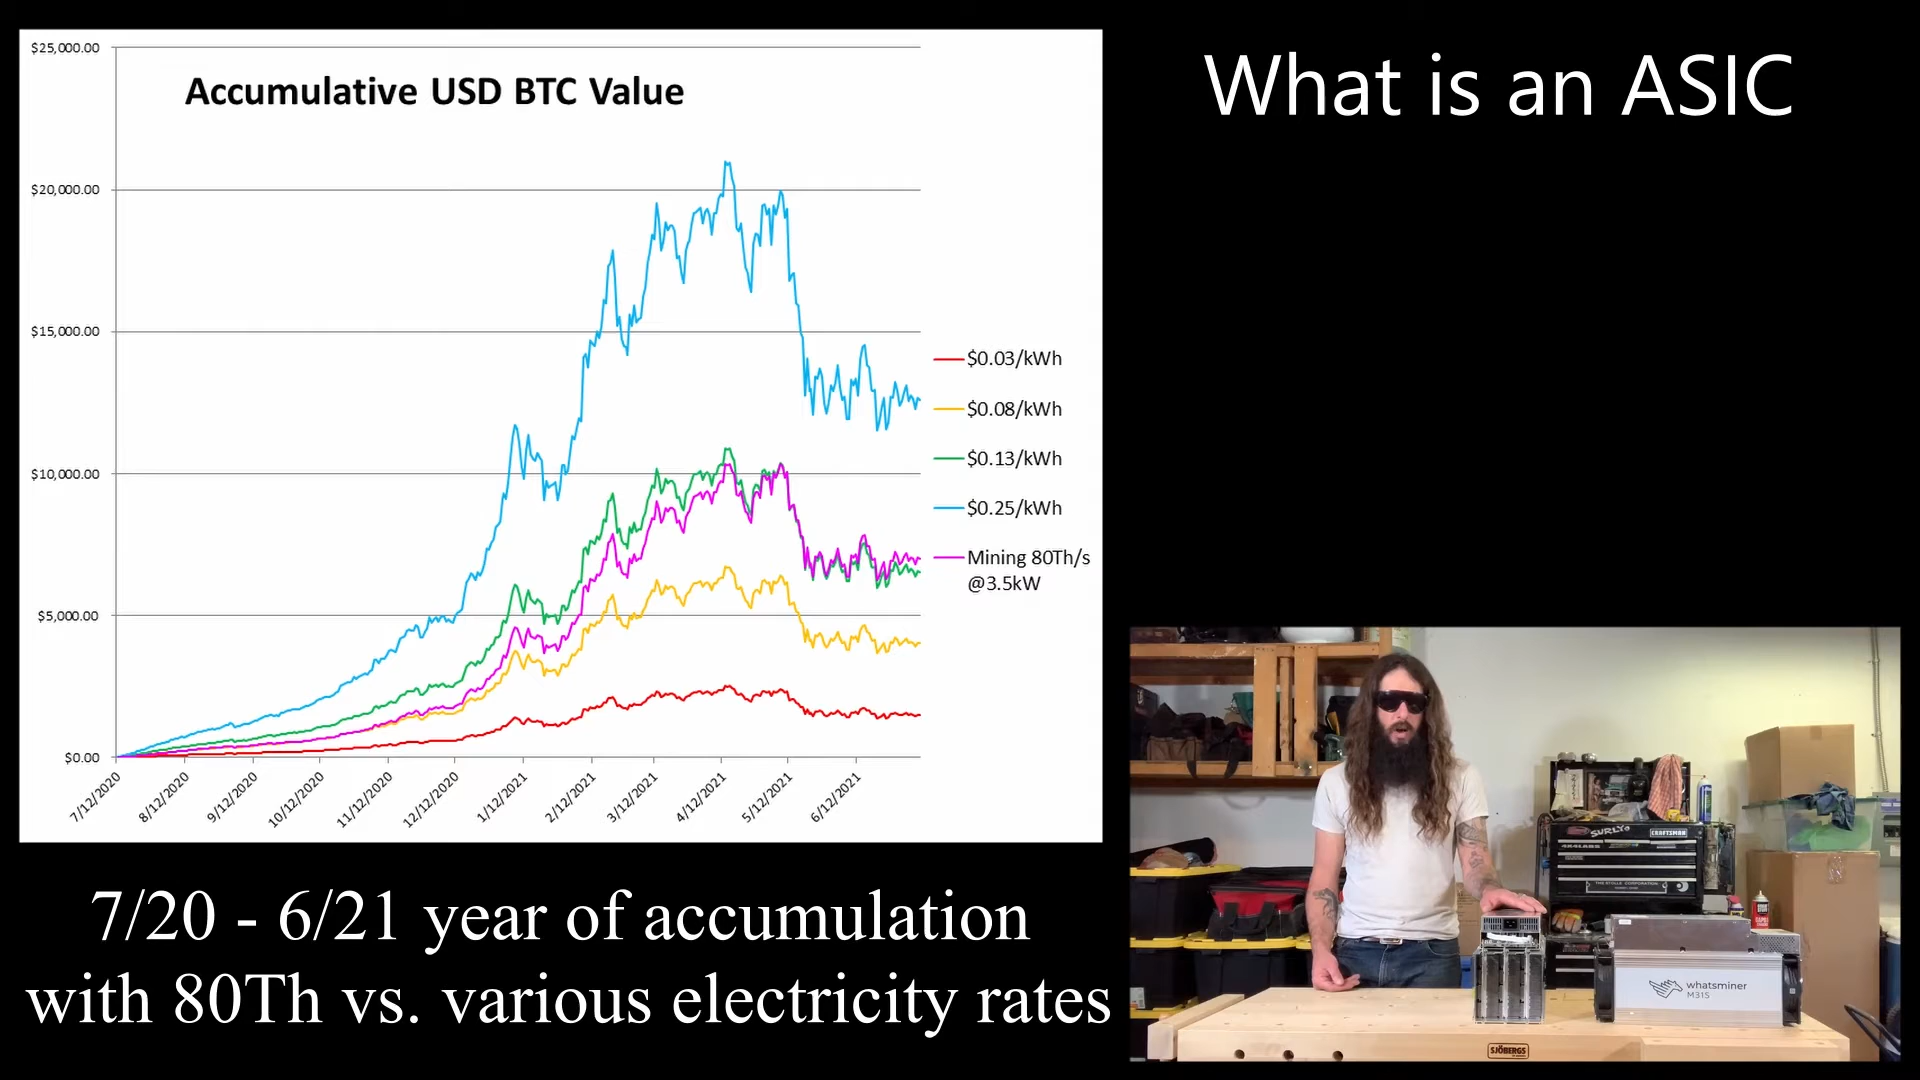 What is an ASIC
Accumulative USD BTC Value
$25,000.00
$20,000.00
$15,000.00
$10,000.00
$5,000.00
$0.00
7/12/2020
8/12/2020
9/12/2020
10/12/2020
11/12/2020
12/12/2020
1/12/2021
2/12/2021
3/12/2021
4/12/2021
5/12/2021
6/12/2021
$0.03/kWh
$0.08/kWh
$0.13/kWh
$0.25/kWh
Mining 80Th/s
@3.5kW
7/20 - 6/21 year of accumulation
with 80Th vs. various electricity rates
SURLY
CRAFTSMAN
whatsminer
M31S
SJÖBERGS